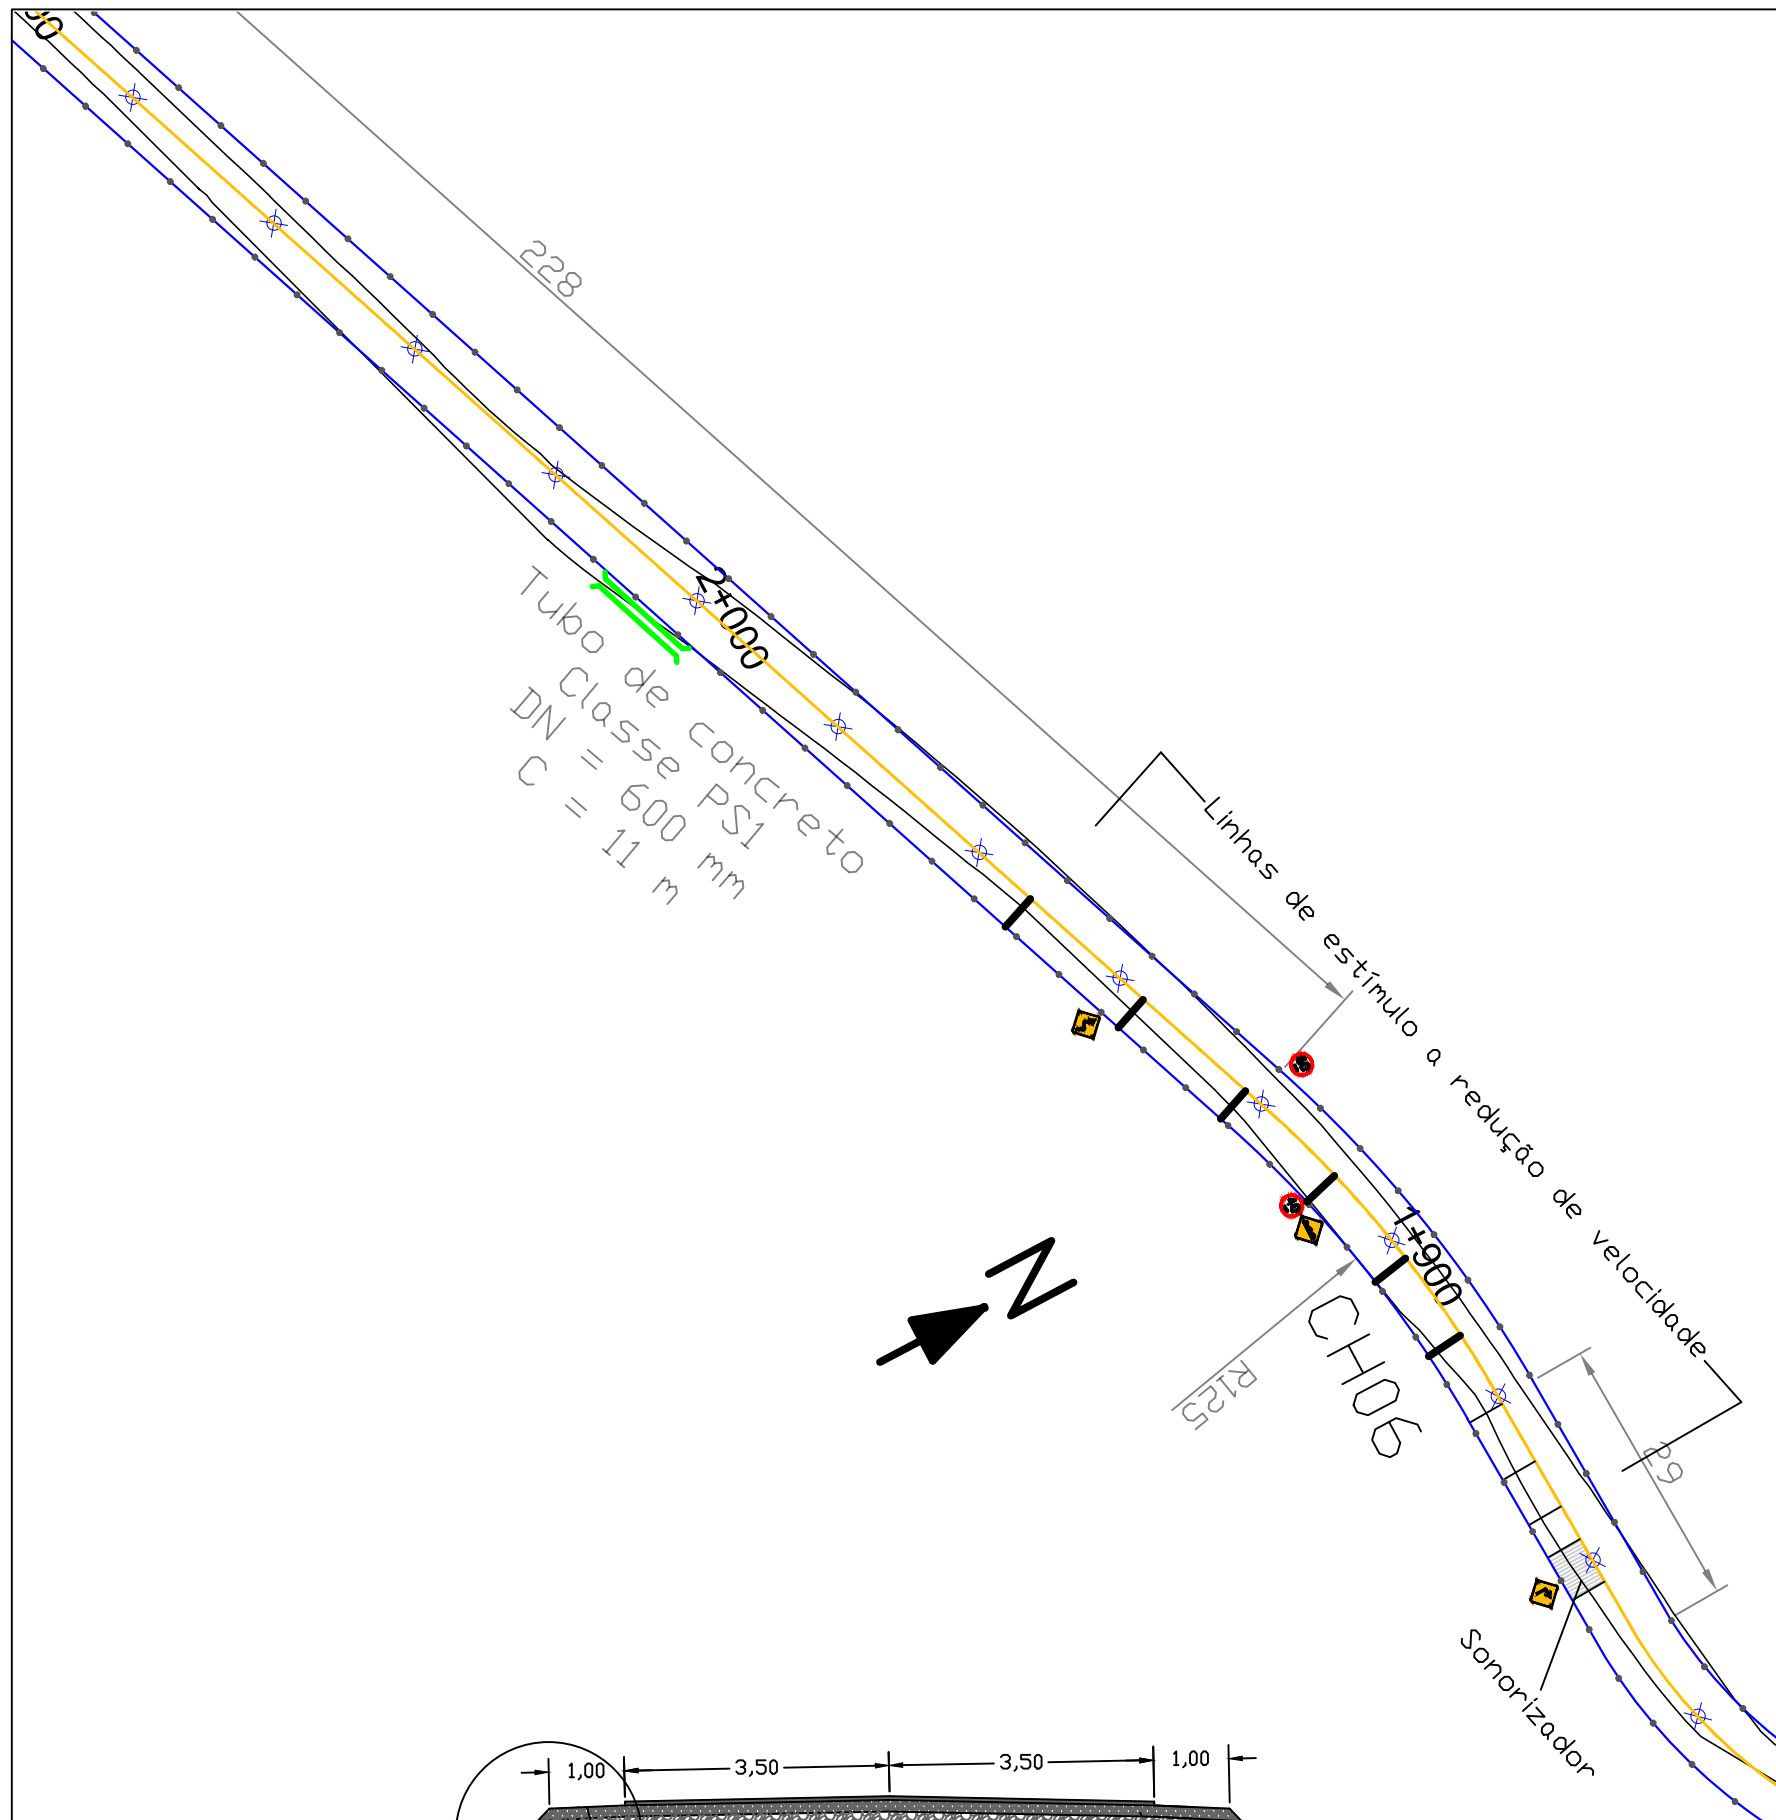 228
2+000
Tubo de concreto
Classe PS1
DN = 600 mm
C = 11 m
Linhas de estímulo a redução de velocidade
1+900
N
CH06
R125
29
Sonorizador
1,00
3,50
3,50
1,00